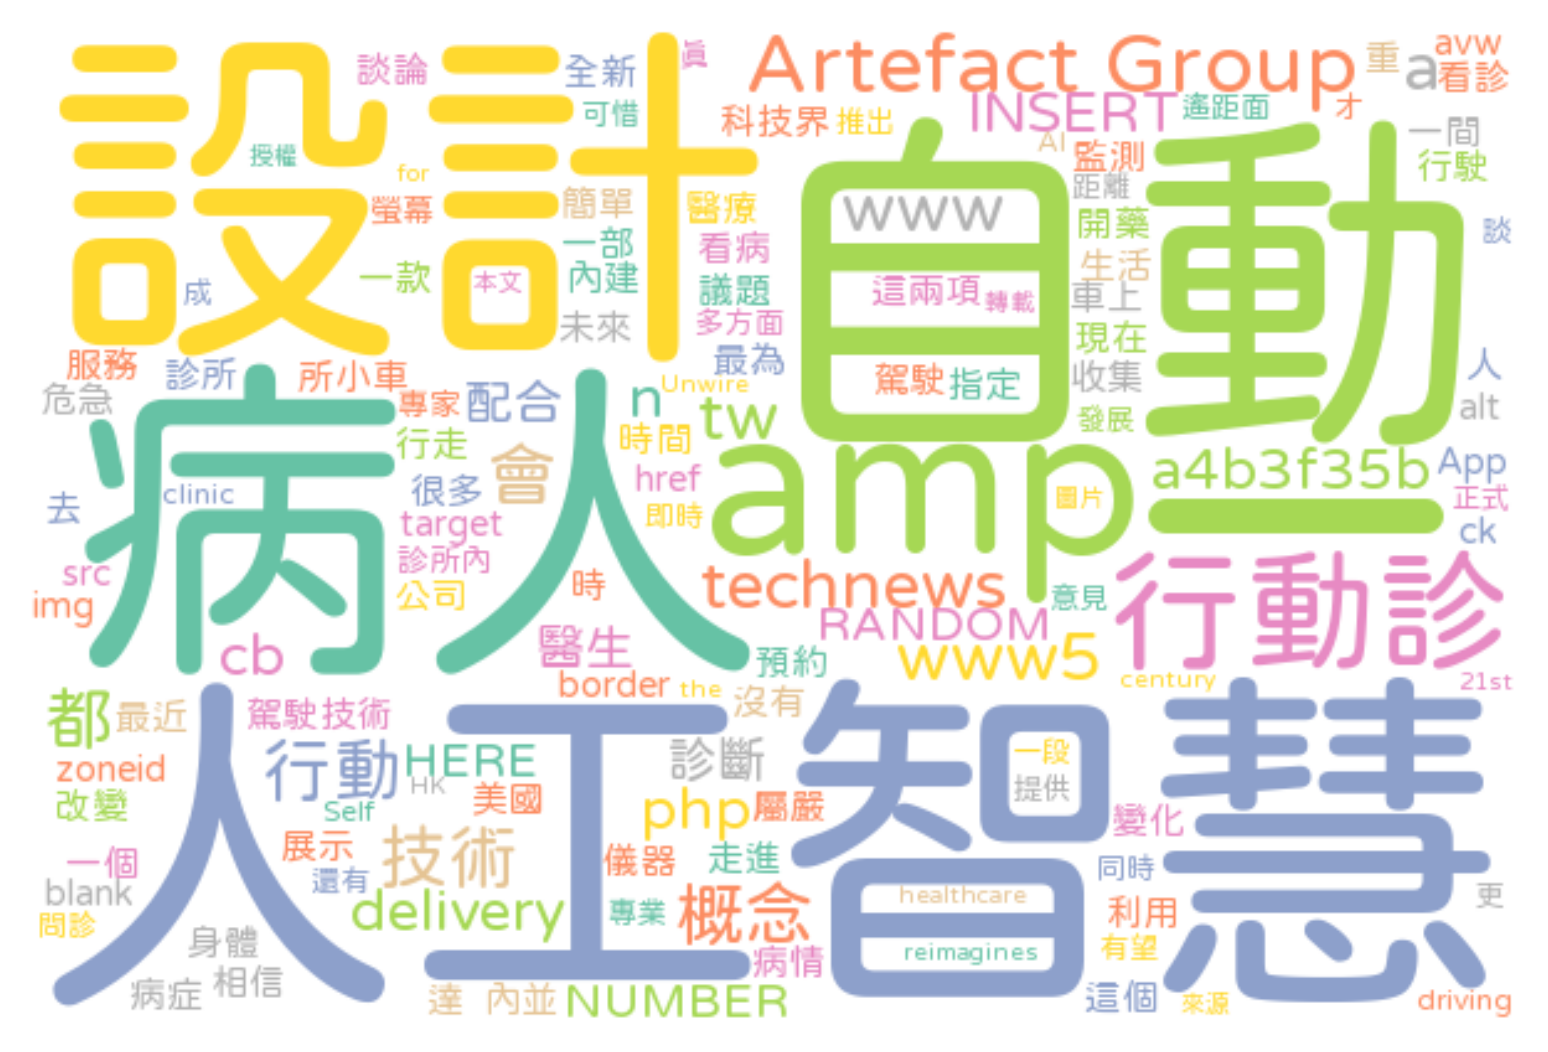 設計
談論
全新
眞
Artefact Group
重
a
avw
看診
可惜
科技界
推出
INSERT
遙距面
才
授權
for
AI
監測
一間
行駛
自動
螢幕
簡單
醫療
www
距離
開藥
談
一部
看病
生活
成
一款
本文
內建
議題
這兩項
轉載
車上
未來
多方面
現在
服務
診所
所小車
最為
駕駛
指定
收集
人
危急
專家
配合
n
Unwire
tw
發展
alt
病人
行走
會
時間
amp
a4b3f35b
App
去
clinic
很多
href
圖片
一
正式
target
即時
ck
src
診所內
時
technews
意見
行動診
img
公司
RANDOM
cb
醫生
預約
www5
border
the
century
21st
都
最近
駕駛技術
沒有
人工智慧
zoneid
行動
HERE
診斷
一段
改變
HK
美國
提供
Self
php
屬嚴
變化
一個
展示
技術
儀器
走進
同時
blank
還有
healthcare
更
問診
delivery
專業
概念
利用
身體
reimagines
有望
病症
相信
病情
達
內並
NUMBER
這個
來源
driving